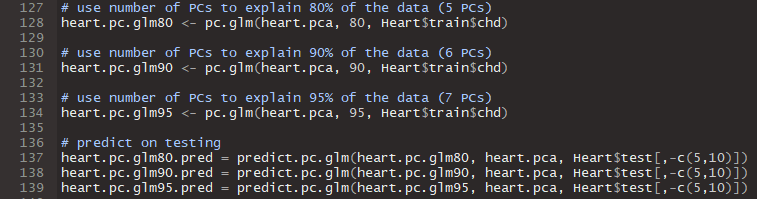 127 # use number of PCs to explain 80% of the data (5 PCs)
128 heart.pc.glm80 <- pc.glm(heart.pca, 80, Heart$train$chd)
129
130 # use number of PCs to explain 90% of the data (6 PCs)
131 heart.pc.glm90 <- pc.glm(heart.pca, 90, Heart$train$chd)
132
133 # use number of PCs to explain 95% of the data (7 PCs)
134 heart.pc.glm95 <- pc.glm(heart.pca, 95, Heart$train$chd)
135
136 # predict on testing
137 heart.pc.glm80.pred = predict.pc.glm(heart.pc.glm80, heart.pca, Heart$test[,-c(5,10)])
138 heart.pc.glm90.pred = predict.pc.glm(heart.pc.glm90, heart.pca, Heart$test[,-c(5,10)])
139 heart.pc.glm95.pred = predict.pc.glm(heart.pc.glm95, heart.pca, Heart$test[,-c(5,10)])